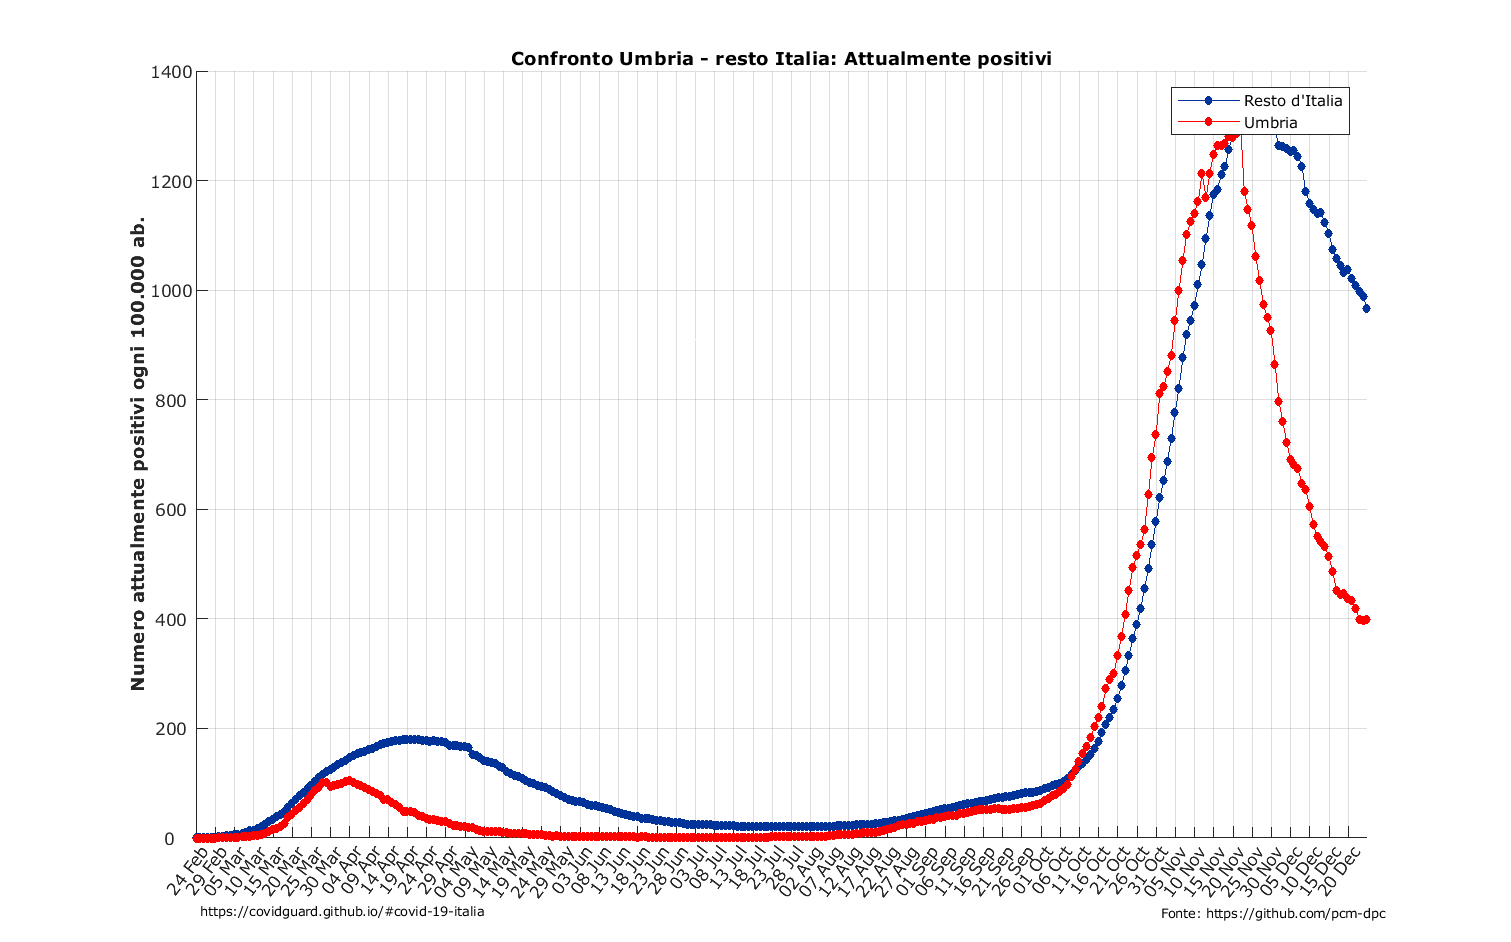 Confronto Umbria - resto Italia: Attualmente positivi
1400
1200
1000
800
600
400
200
0
Numero attualmente positivi ogni 100.000 ab.
Resto d'Italia
Umbria
24 Feb
29 Feb
05 Mar
10 Mar
15 Mar
20 Mar
25 Mar
30 Mar
04 Apr
09 Apr
14 Apr
19 Apr
24 Apr
29 Apr
04 May
09 May
14 May
19 May
24 May
29 May
03 Jun
08 Jun
13 Jun
18 Jun
23 Jun
28 Jun
03 Jul
08 Jul
13 Jul
18 Jul
23 Jul
28 Jul
02 Aug
07 Aug
12 Aug
17 Aug
22 Aug
27 Aug
01 Sep
06 Sep
11 Sep
16 Sep
21 Sep
26 Sep
01 Oct
06 Oct
11 Oct
16 Oct
21 Oct
26 Oct
31 Oct
05 Nov
10 Nov
15 Nov
20 Nov
25 Nov
30 Nov
05 Dec
10 Dec
15 Dec
20 Dec
https://covidguard.github.io/#covid-19-italia
Fonte: https://github.com/pcm-dpc